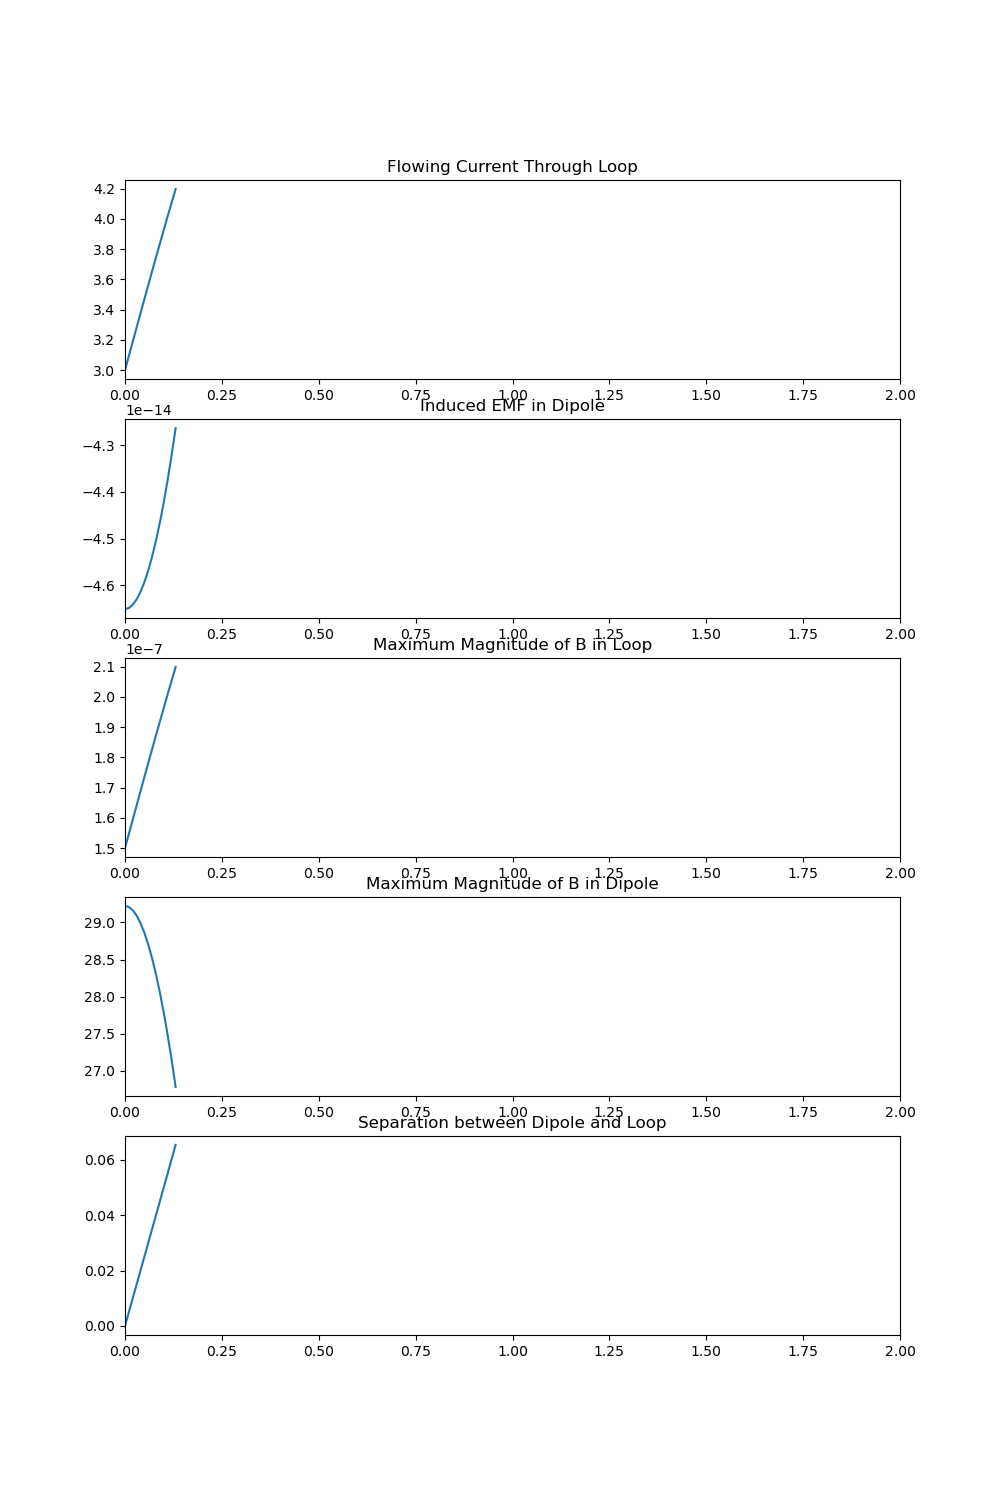 Flowing Current Through Loop
4.2
4.0
3.8
3.6
3.4
3.2
3.0
0.00 0.25 0.50 0.75 1.00 1.25 1.50 1.75 2.00
1e−14 Induced EMF in Dipole
−4.3
−4.4
−4.5
−4.6
0.00 0.25 0.50 0.75 1.00 1.25 1.50 1.75 2.00
1e−7 Maximum Magnitude of B in Loop
2.1
2.0
1.9
1.8
1.7
1.6
1.5
0.00 0.25 0.50 0.75 1.00 1.25 1.50 1.75 2.00
Maximum Magnitude of B in Dipole
29.0
28.5
28.0
27.5
27.0
0.00 0.25 0.50 0.75 1.00 1.25 1.50 1.75 2.00
Separation between Dipole and Loop
0.06
0.04
0.02
0.00
0.00 0.25 0.50 0.75 1.00 1.25 1.50 1.75 2.00